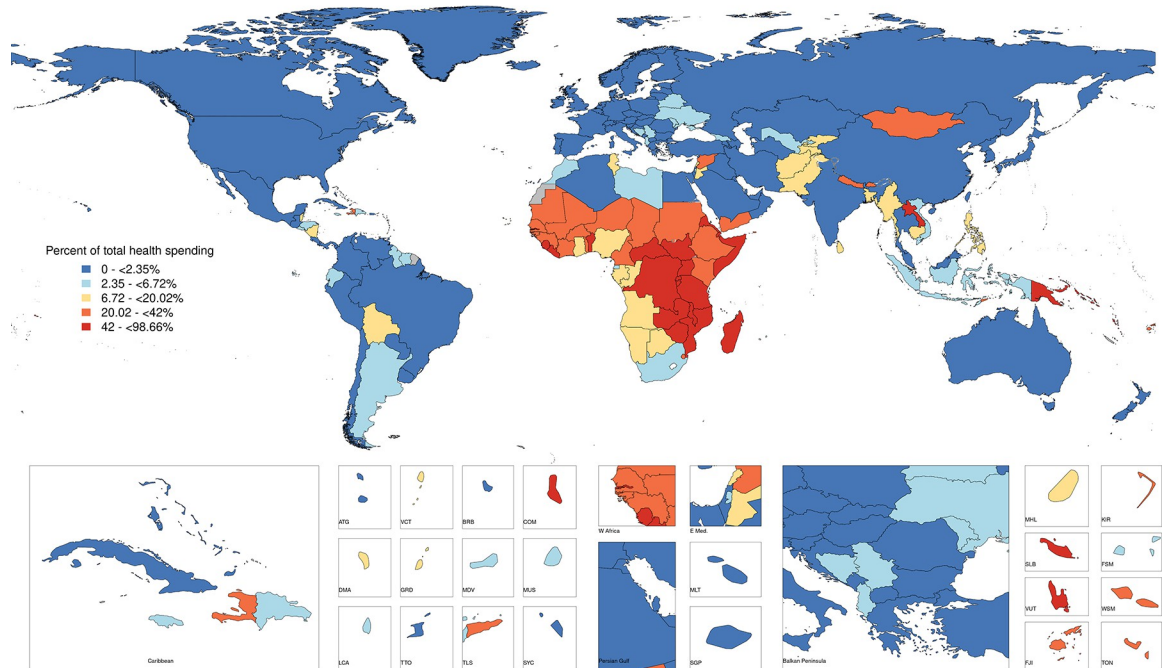 Percent of total health spending
0 - <2.35%
2.35 - <6.72%
6.72 - <20.02%
20.02 - <42%
42 - <98.66%
Caribbean
ATG
VCT
BRB
COM
DMA
GRD
MDV
MUS
LCA
TTO
TLS
SYC
W Africa
E Med.
Persian Gulf
MLT
SGP
Balkan Peninsula
MHL
KIR
SLB
FSM
VUT
WSM
FJI
TON